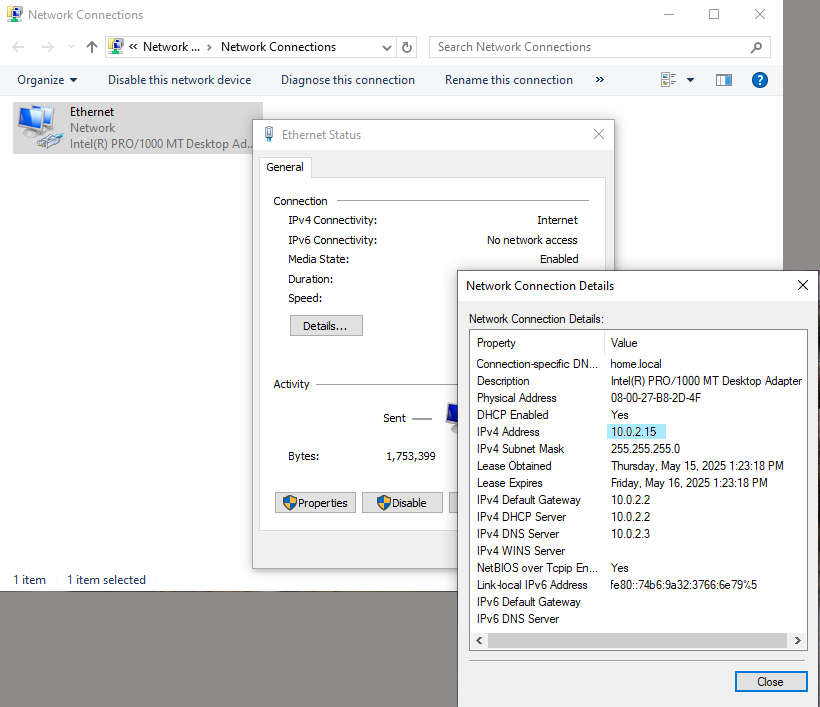 Network Connections
« Network ... > Network Connections
Search Network Connections
Organize Disable this network device Diagnose this connection Rename this connection »
Ethernet
Network
Intel(R) PRO/1000 MT Desktop Ad...
Ethernet Status
General
Connection
IPv4 Connectivity: Internet
IPv6 Connectivity: No network access
Media State: Enabled
Duration:
Speed:
Details...
Activity
Sent
Bytes: 1,753,399
Properties Disable
1 item 1 item selected
Network Connection Details
Network Connection Details:
Property Value
Connection-specific DN... home.local
Description Intel(R) PRO/1000 MT Desktop Adapter
Physical Address 08-00-27-B8-2D-4F
DHCP Enabled Yes
IPv4 Address 10.0.2.15
IPv4 Subnet Mask 255.255.255.0
Lease Obtained Thursday, May 15, 2025 1:23:18 PM
Lease Expires Friday, May 16, 2025 1:23:18 PM
IPv4 Default Gateway 10.0.2.2
IPv4 DHCP Server 10.0.2.2
IPv4 DNS Server 10.0.2.3
IPv4 WINS Server
NetBIOS over Tcpip En... Yes
Link-local IPv6 Address fe80::74b6:9a32:3766:6e79%5
IPv6 Default Gateway
IPv6 DNS Server
Close